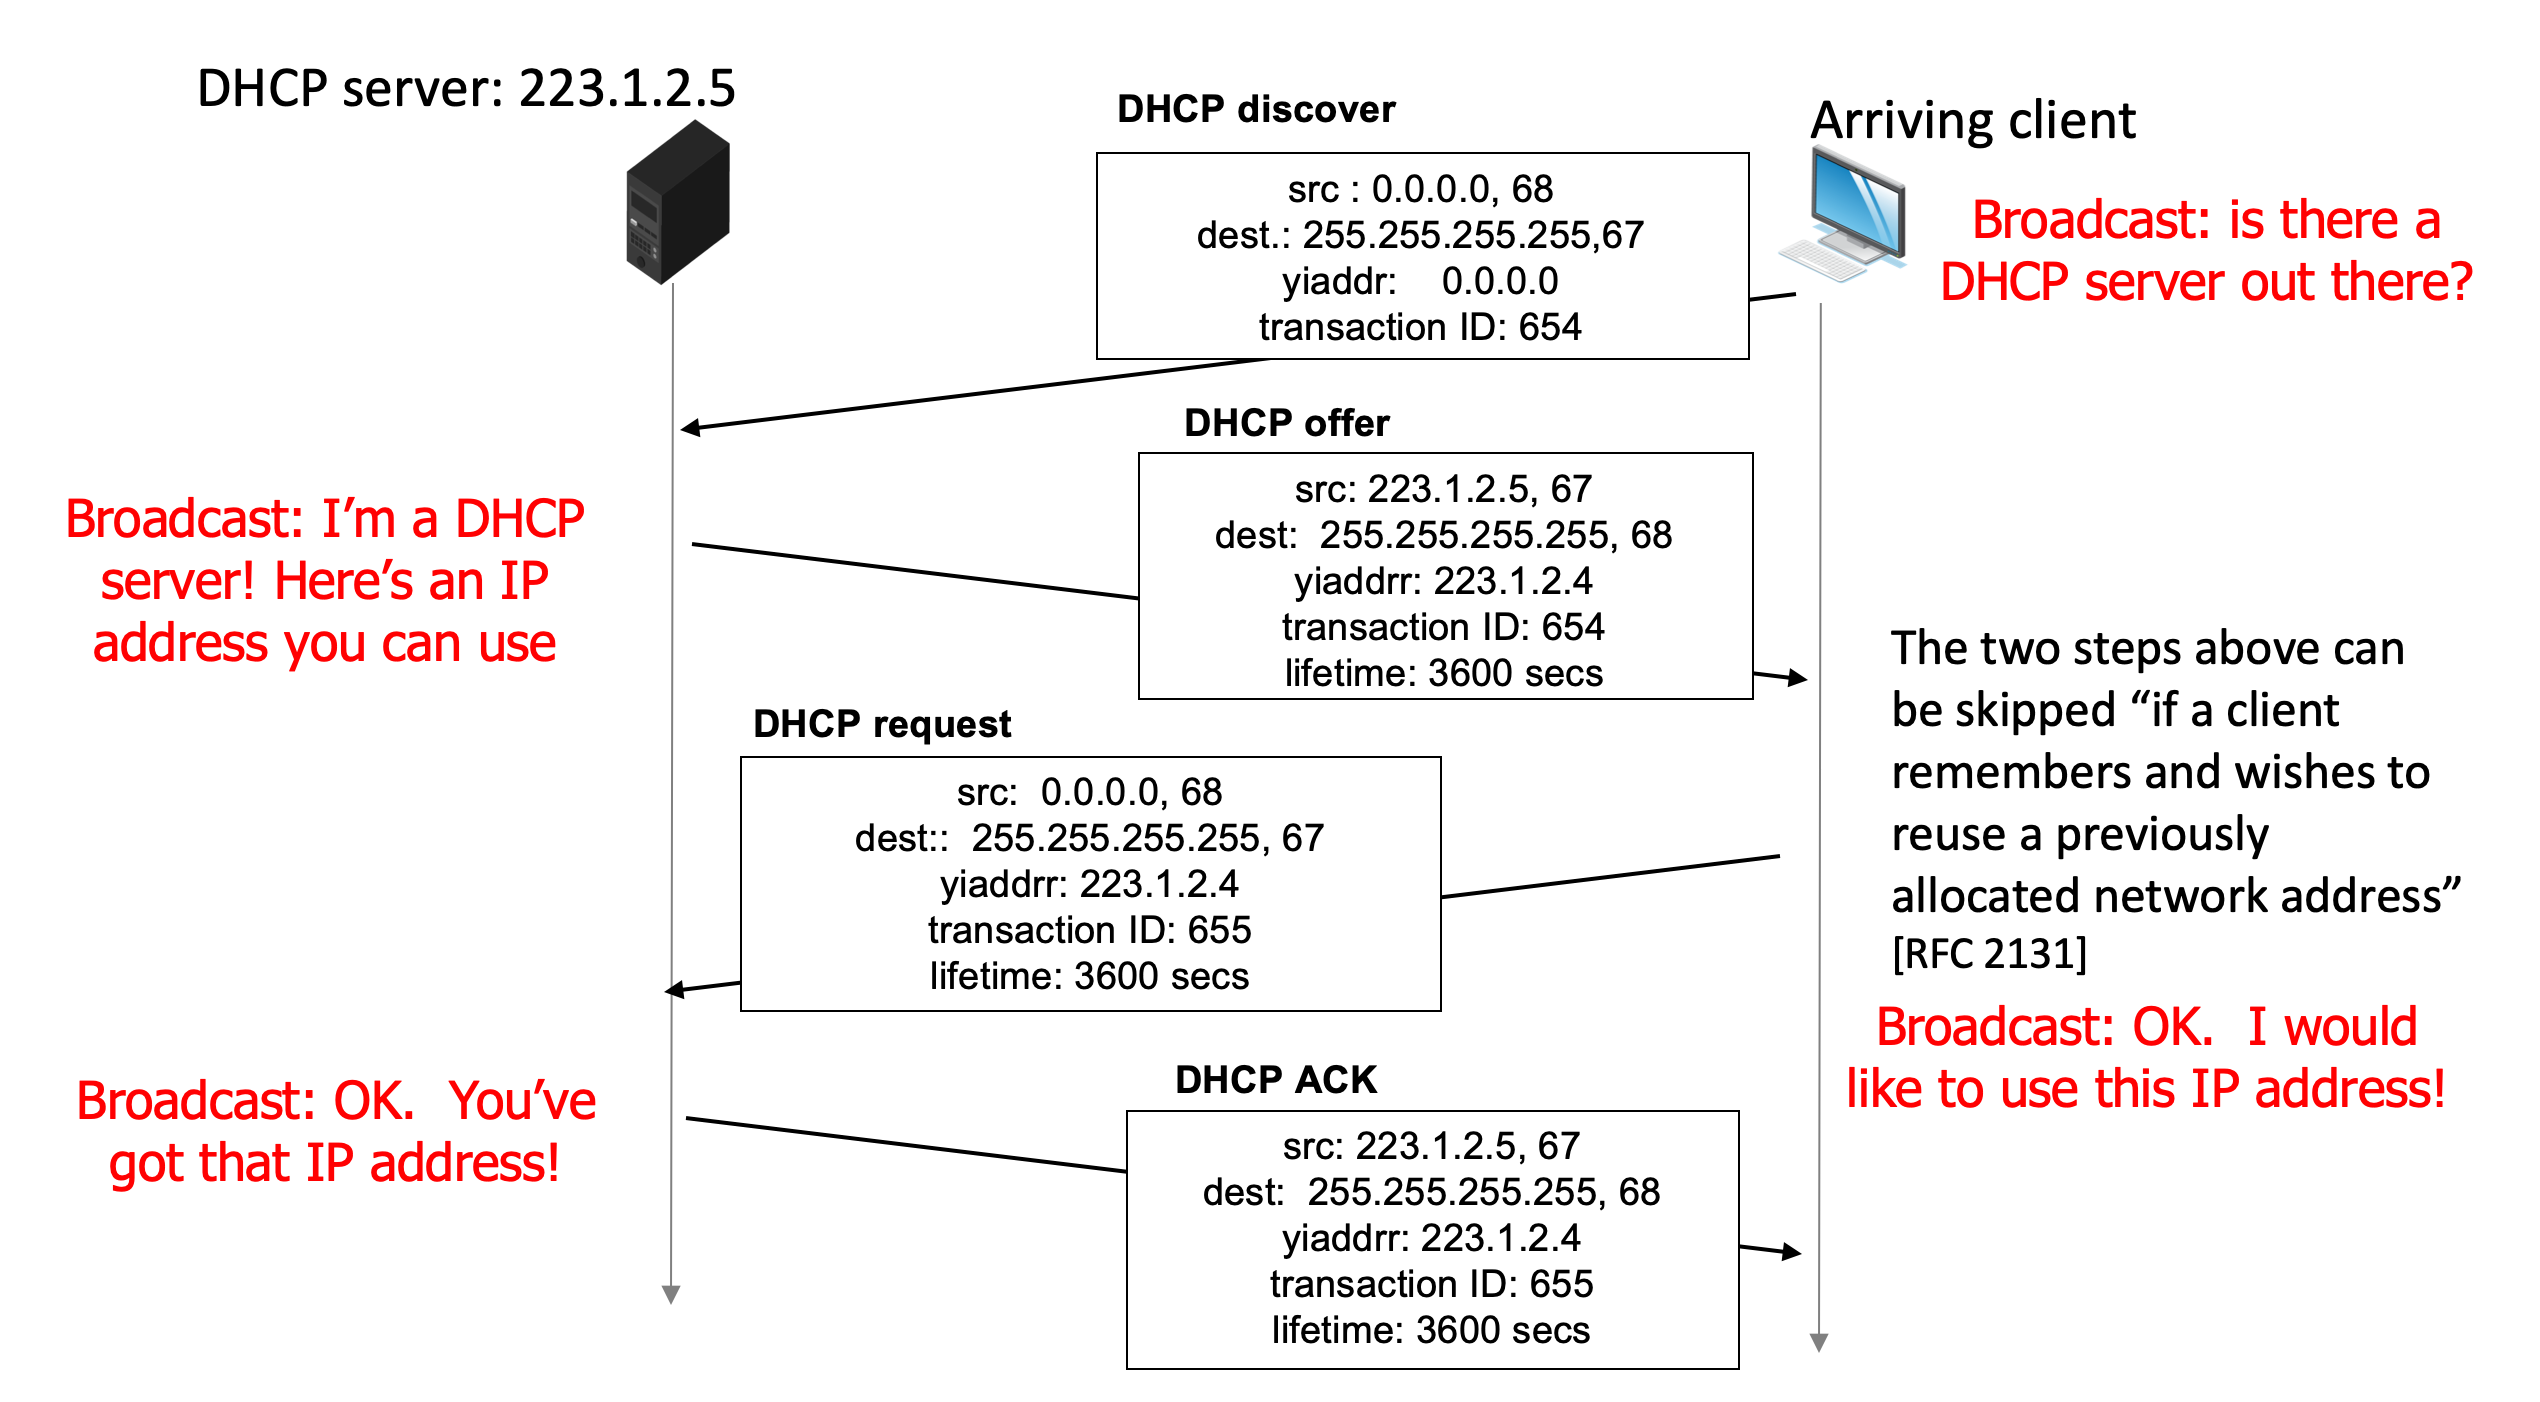 DHCP server: 223.1.2.5
DHCP discover
Arriving client
src : 0.0.0.0, 68
dest.: 255.255.255.255,67
yiaddr: 0.0.0.0
transaction ID: 654
Broadcast: is there a
DHCP server out there?
DHCP offer
src: 223.1.2.5, 67
dest: 255.255.255.255, 68
yiaddrr: 223.1.2.4
transaction ID: 654
lifetime: 3600 secs
Broadcast: I’m a DHCP
server! Here’s an IP
address you can use
The two steps above can
be skipped “if a client
remembers and wishes to
reuse a previously
allocated network address”
[RFC 2131]
DHCP request
src: 0.0.0.0, 68
dest:: 255.255.255.255, 67
yiaddrr: 223.1.2.4
transaction ID: 655
lifetime: 3600 secs
Broadcast: OK. I would
like to use this IP address!
Broadcast: OK. You’ve
got that IP address!
DHCP ACK
src: 223.1.2.5, 67
dest: 255.255.255.255, 68
yiaddrr: 223.1.2.4
transaction ID: 655
lifetime: 3600 secs